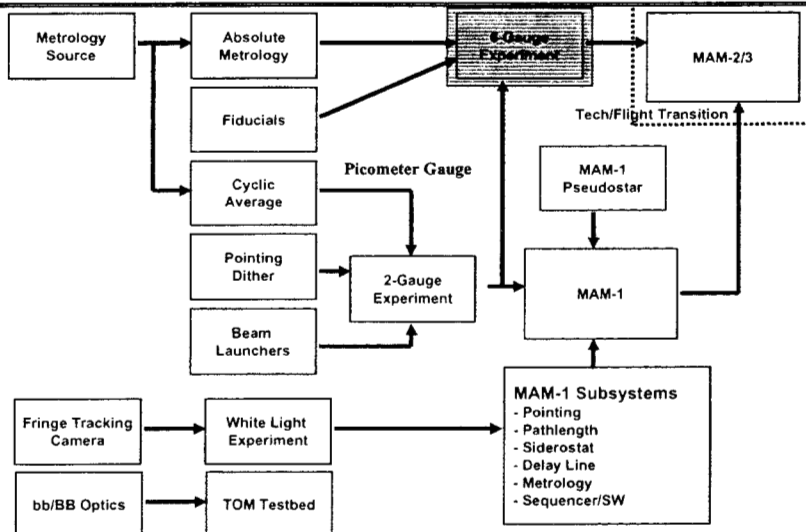 Metrology
Source
Absolute
Metrology
6-Gauge
Experiment
MAM-2/3
Fiducials
Tech/Flight Transition
Cyclic
Average
Picometer Gauge
MAM-1
Pseudostar
Pointing
Dither
2-Gauge
Experiment
MAM-1
Beam
Launchers
MAM-1 Subsystems
- Pointing
- Pathlength
- Siderostat
- Delay Line
- Metrology
- Sequencer/SW
Fringe Tracking
Camera
White Light
Experiment
bb/BB Optics
TOM Testbed